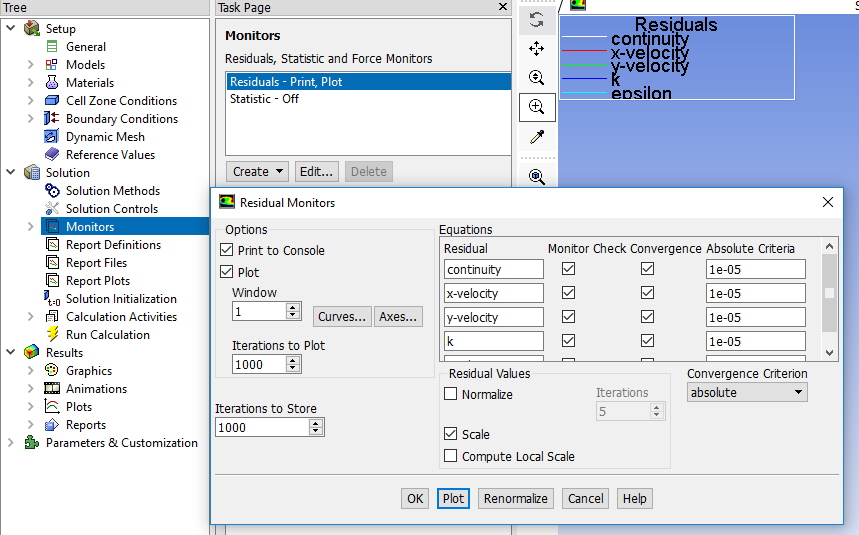 Tree
Setup
General
Models
Materials
Cell Zone Conditions
Boundary Conditions
Dynamic Mesh
Reference Values
Solution
Solution Methods
Solution Controls
Monitors
Report Definitions
Report Files
Report Plots
Solution Initialization
Calculation Activities
Run Calculation
Results
Graphics
Animations
Plots
Reports
Parameters & Customization
Task Page
Monitors
Residuals, Statistic and Force Monitors
Residuals - Print, Plot
Statistic - Off
Create Edit... Delete
Residuals
continuity
x-velocity
y-velocity
k
epsilon
Residual Monitors
Options
Print to Console
Plot
Window
1
Curves... Axes...
Iterations to Plot
1000
Iterations to Store
1000
Equations
Residual Monitor Check Convergence Absolute Criteria
continuity 1e-05
x-velocity 1e-05
y-velocity 1e-05
k 1e-05
Residual Values
Normalize
Iterations
5
Scale
Compute Local Scale
Convergence Criterion
absolute
OK Plot Renormalize Cancel Help